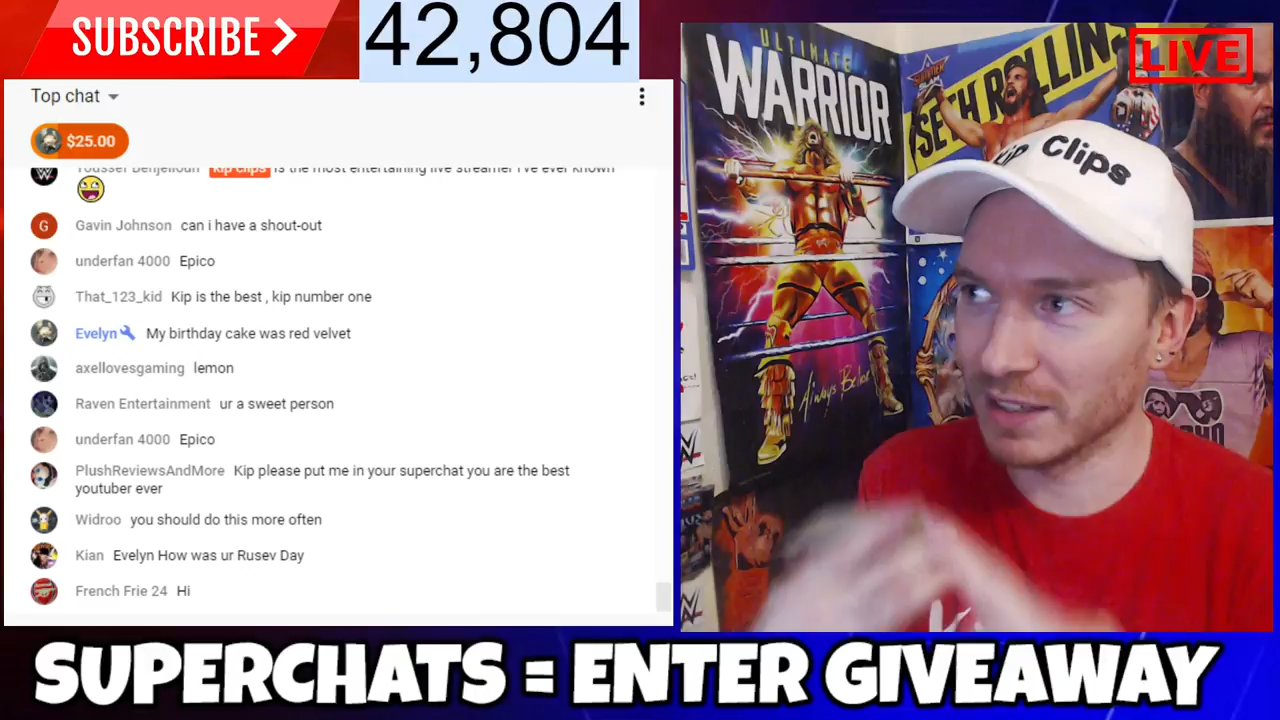 SUBSCRIBE
42,804
LIVE
Top chat
$25.00
Youssef Benjelloun Kip Clips is the most entertaining live streamer I've ever known
Gavin Johnson can i have a shout-out
underfan 4000 Epico
That_123_kid Kip is the best , kip number one
Evelyn My birthday cake was red velvet
axellovesgaming lemon
Raven Entertainment ur a sweet person
underfan 4000 Epico
PlushReviewsAndMore Kip please put me in your superchat you are the best
youtuber ever
Widroo you should do this more often
Kian Evelyn How was ur Rusev Day
French Frie 24 Hi
ULTIMATE
WARRIOR
Always
SETH ROLLIN
Kip Clips
SUPERCHATS = ENTER GIVEAWAY